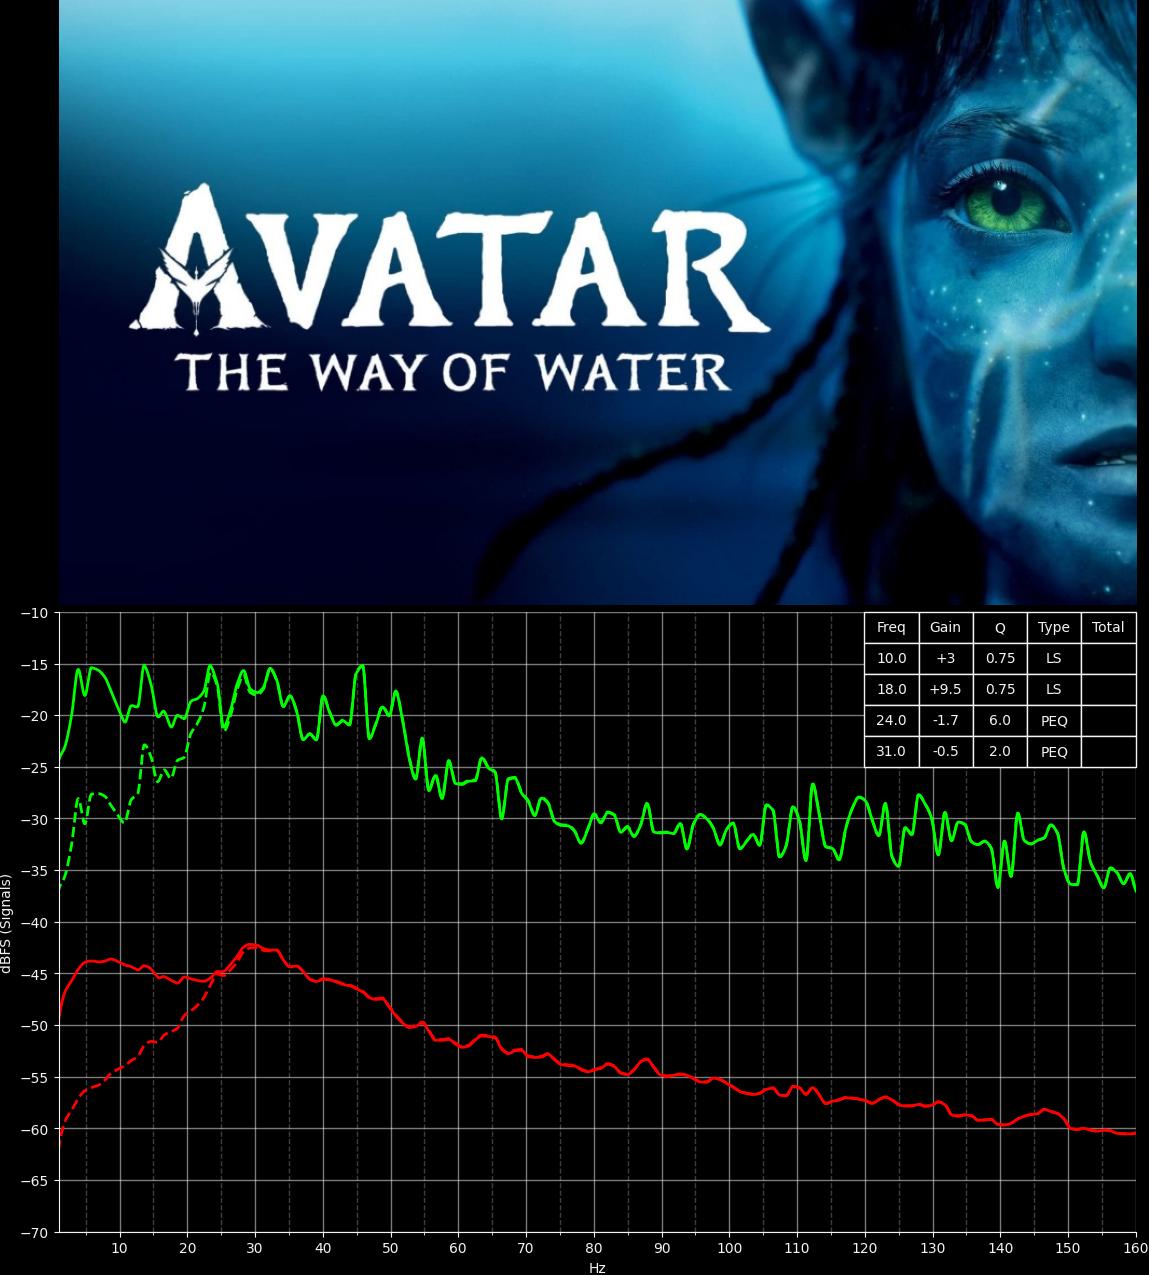 AVATAR
THE WAY OF WATER
Freq Gain Q Type Total
10.0 +3 0.75 LS
18.0 +9.5 0.75 LS
24.0 -1.7 6.0 PEQ
31.0 -0.5 2.0 PEQ
−10
−15
−20
−25
−30
−35
−40
−45
−50
−55
−60
−65
−70
dBFS (Signals)
10 20 30 40 50 60 70 80 90 100 110 120 130 140 150 160
Hz